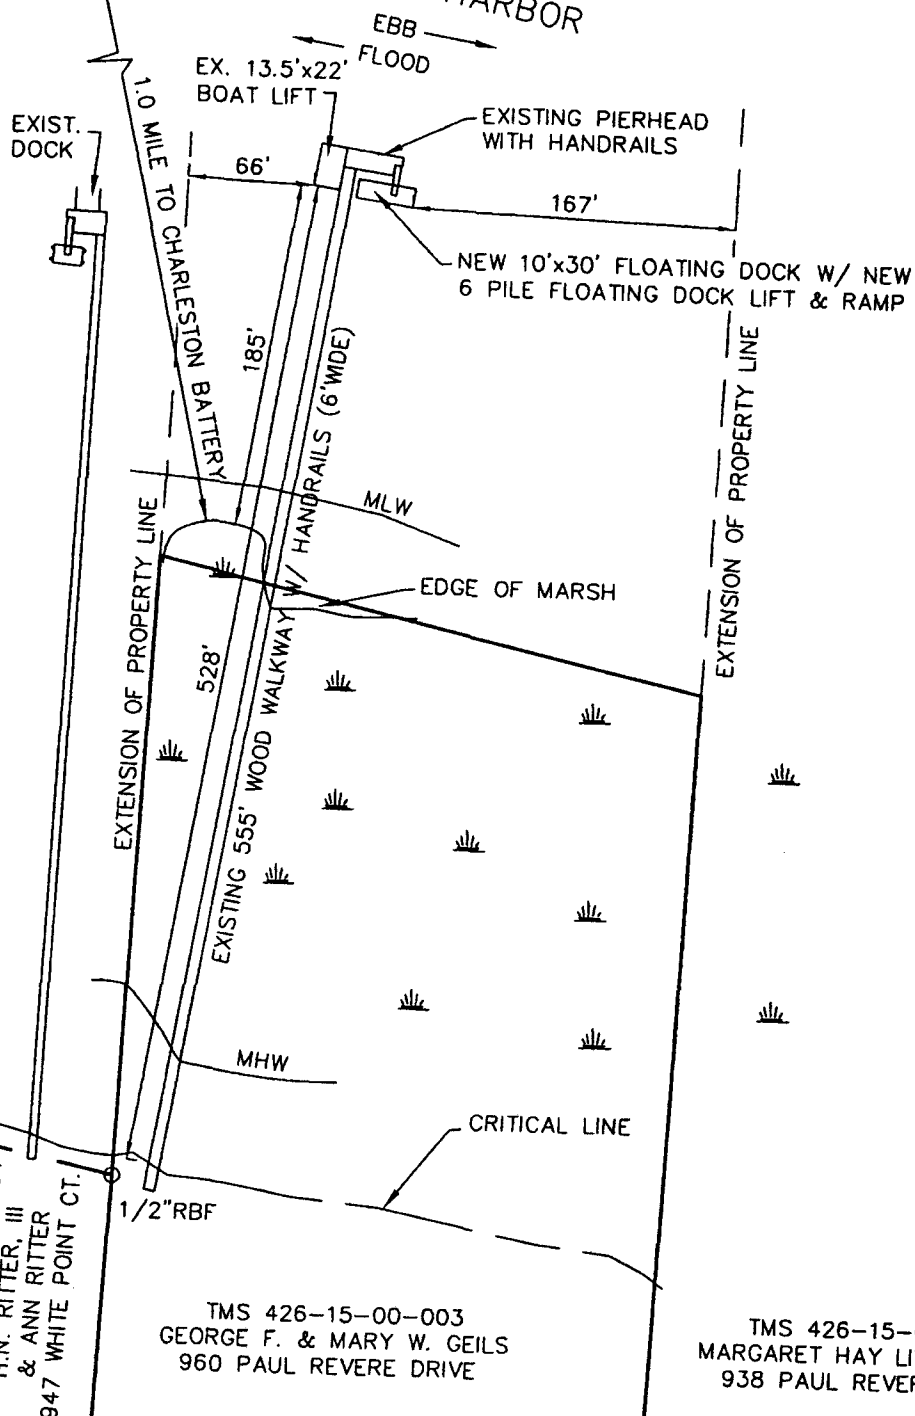 HARBOR
EBB
FLOOD
EX. 13.5'x22'
BOAT LIFT
EXISTING PIERHEAD
WITH HANDRAILS
EXIST.
DOCK
1.0 MILE TO CHARLESTON BATTERY
66'
167'
NEW 10'x30' FLOATING DOCK W/ NEW
6 PILE FLOATING DOCK LIFT & RAMP
185'
EXTENSION OF PROPERTY LINE
MLW
EDGE OF MARSH
EXTENSION OF PROPERTY LINE
528'
EXISTING 555' WOOD WALKWAY W/ HANDRAILS (6'WIDE)
MHW
CRITICAL LINE
1/2"RBF
H.N. RITTER, III
& ANN RITTER
947 WHITE POINT CT.
TMS 426-15-00-003
GEORGE F. & MARY W. GEILS
960 PAUL REVERE DRIVE
TMS 426-15-
MARGARET HAY
938 PAUL REVER